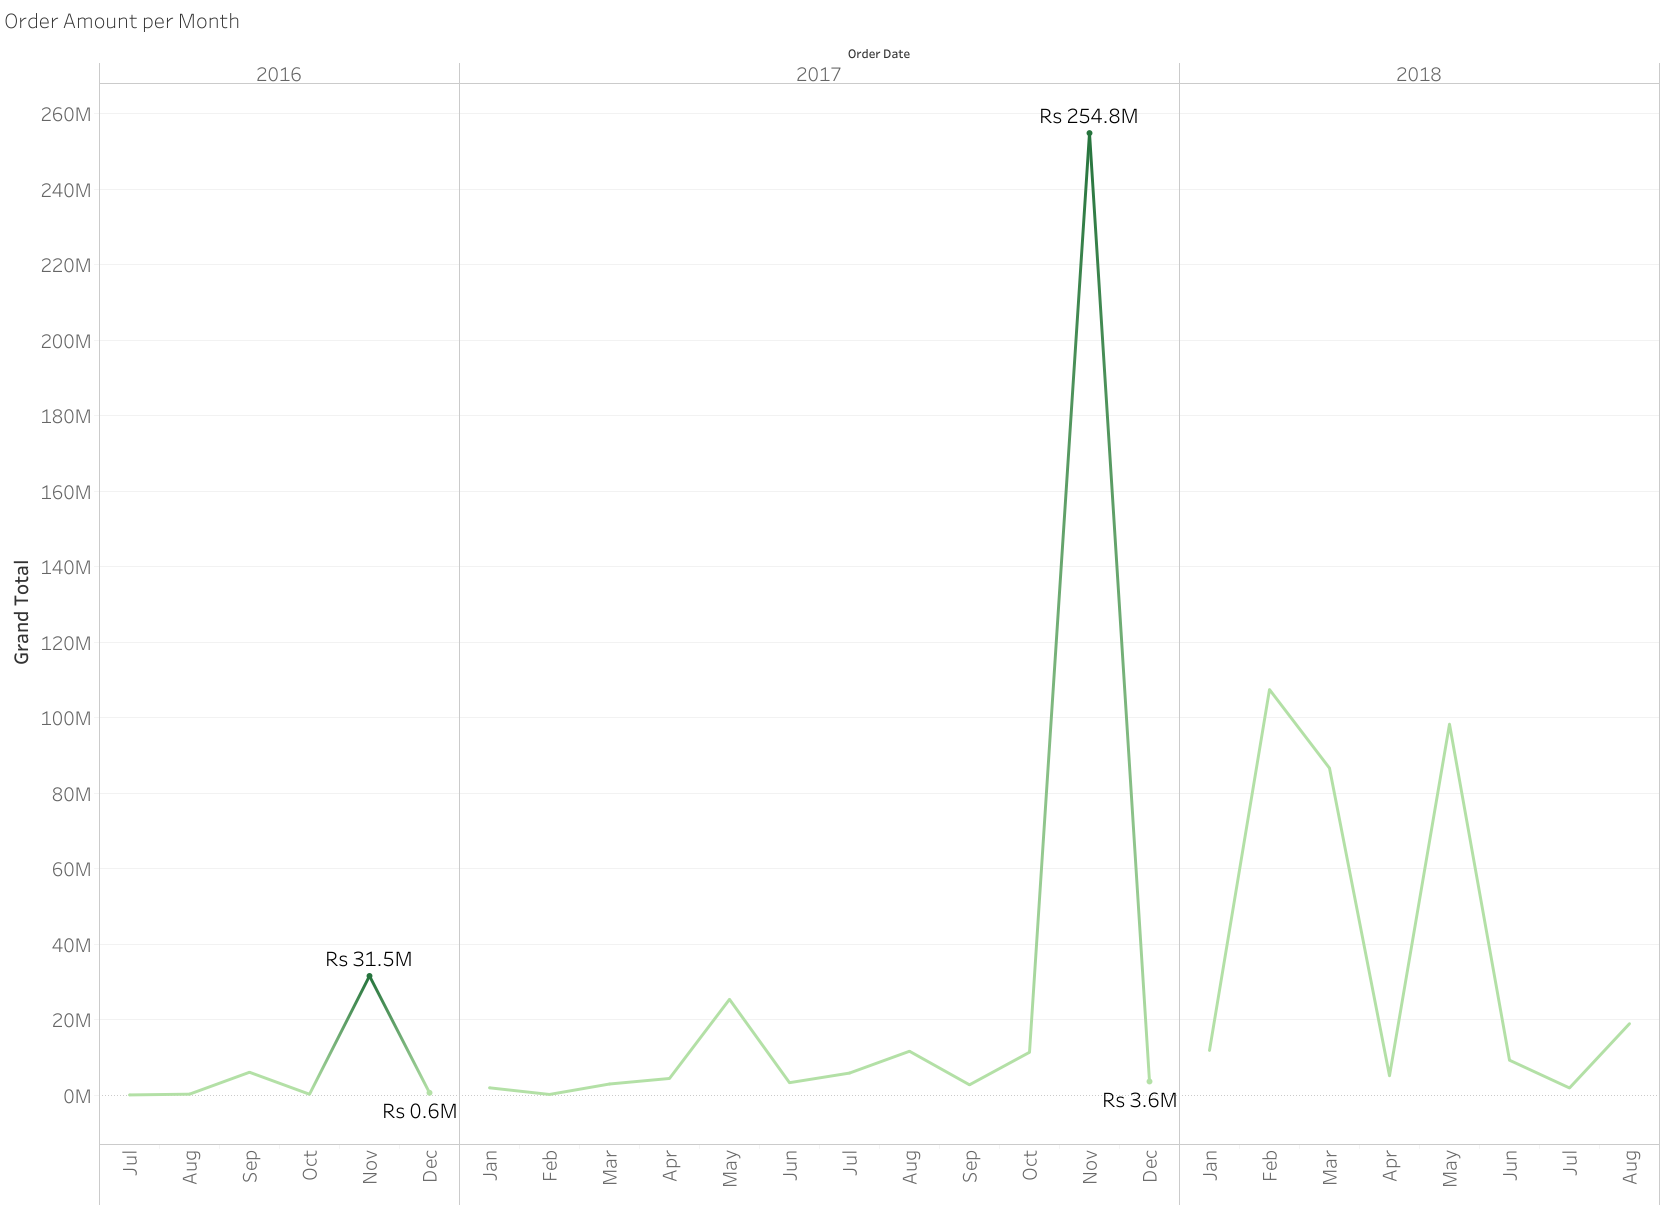 Order Amount per Month
Order Date
2016 2017 2018
260M
240M
220M
200M
180M
160M
140M
120M
100M
80M
60M
40M
20M
0M
Grand Total
Rs 254.8M
Rs 31.5M
Rs 0.6M
Rs 3.6M
Jul Aug Sep Oct Nov Dec Jan Feb Mar Apr May Jun Jul Aug Sep Oct Nov Dec Jan Feb Mar Apr May Jun Jul Aug